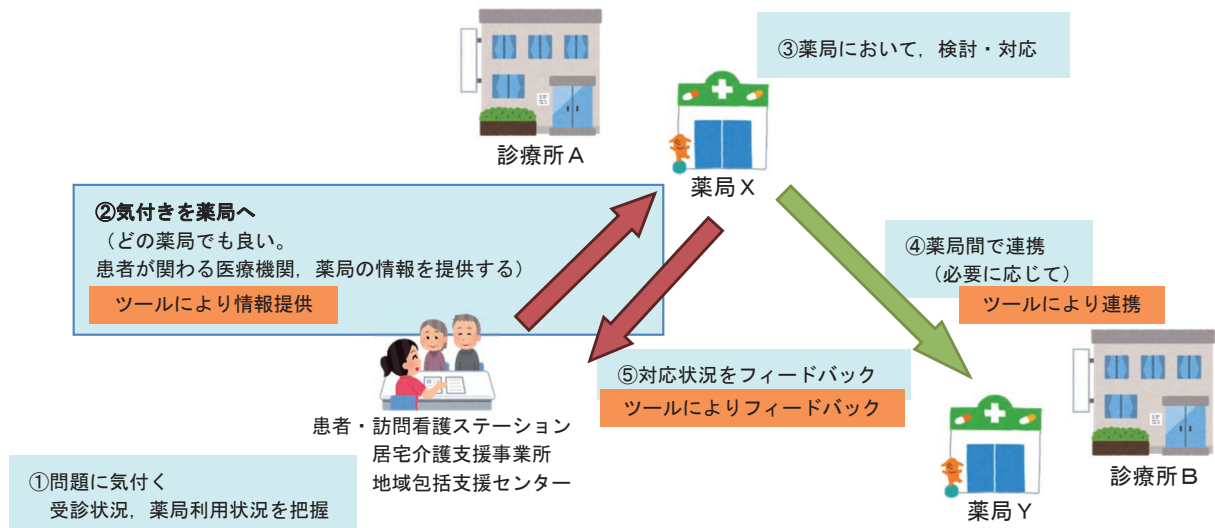 ③薬局において，検討・対応
診療所Ａ
薬局Ｘ
②気付きを薬局へ
（どの薬局でも良い。
患者が関わる医療機関，薬局の情報を提供する）
ツールにより情報提供
④薬局間で連携
（必要に応じて）
ツールにより連携
⑤対応状況をフィードバック
ツールによりフィードバック
患者・訪問看護ステーション
居宅介護支援事業所
地域包括支援センター
①問題に気付く
受診状況，薬局利用状況を把握
診療所Ｂ
薬局Ｙ